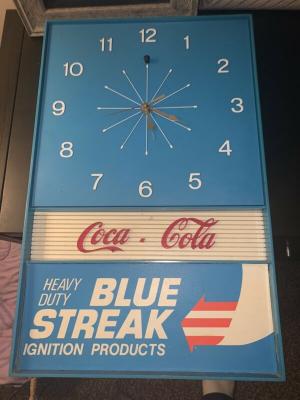 12
11 1
10 2
9 3
8 4
7 5
6
Coca-Cola
HEAVY
DUTY
BLUE
STREAK
IGNITION PRODUCTS